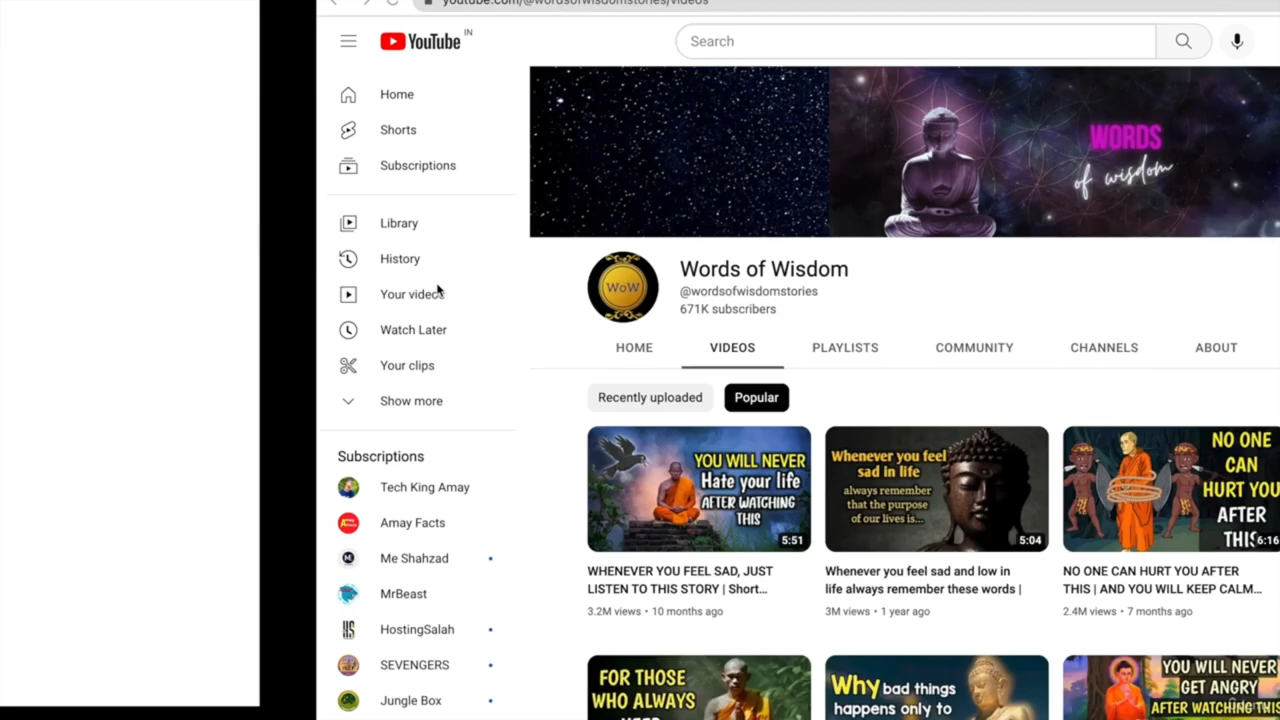 youtube.com/@wordsofwisdomstories/videos
YouTube IN
Search
Home
Shorts
Subscriptions
Library
History
Your videos
Watch Later
Your clips
Show more
Subscriptions
Tech King Amay
Amay Facts
Me Shahzad
MrBeast
HostingSalah
SEVENGERS
Jungle Box
WORDS
of wisdom
WoW
Words of Wisdom
@wordsofwisdomstories
671K subscribers
HOME VIDEOS PLAYLISTS COMMUNITY CHANNELS ABOUT
Recently uploaded Popular
YOU WILL NEVER
Hate your life
AFTER WATCHING
THIS
5:51
WHENEVER YOU FEEL SAD, JUST
LISTEN TO THIS STORY | Short...
3.2M views • 10 months ago
Whenever you feel
sad in life
always remember
that the purpose
of our lives is...
5:04
Whenever you feel sad and low in
life always remember these words |
3M views • 1 year ago
NO ONE
CAN
HURT YOU
AFTER
THIS
6:16
NO ONE CAN HURT YOU AFTER
THIS | AND YOU WILL KEEP CALM...
2.4M views • 7 months ago
FOR THOSE
WHO ALWAYS
Why bad things
happens only to
YOU WILL NEVER
GET ANGRY
AFTER WATCHING THIS